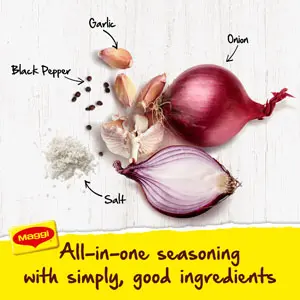 Garlic
Onion
Black Pepper
Salt
Maggi
All-in-one seasoning
with simply, good ingredients